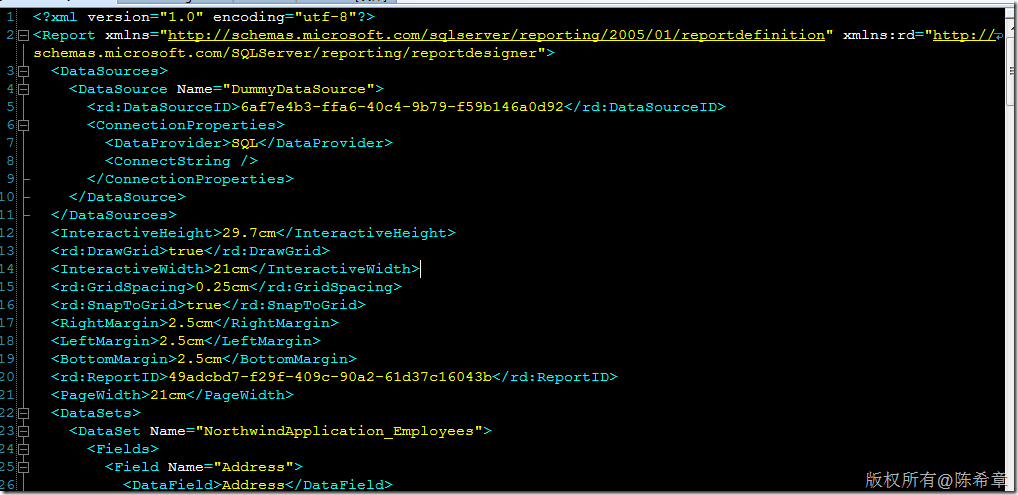 1 <?xml version="1.0" encoding="utf-8"?>
2 <Report xmlns="http://schemas.microsoft.com/sqlserver/reporting/2005/01/reportdefinition" xmlns:rd="http://
schemas.microsoft.com/SQLServer/reporting/reportdesigner">
3 <DataSources>
4 <DataSource Name="DummyDataSource">
5 <rd:DataSourceID>6af7e4b3-ffa6-40c4-9b79-f59b146a0d92</rd:DataSourceID>
6 <ConnectionProperties>
7 <DataProvider>SQL</DataProvider>
8 <ConnectString />
9 </ConnectionProperties>
10 </DataSource>
11 </DataSources>
12 <InteractiveHeight>29.7cm</InteractiveHeight>
13 <rd:DrawGrid>true</rd:DrawGrid>
14 <InteractiveWidth>21cm</InteractiveWidth>
15 <rd:GridSpacing>0.25cm</rd:GridSpacing>
16 <rd:SnapToGrid>true</rd:SnapToGrid>
17 <RightMargin>2.5cm</RightMargin>
18 <LeftMargin>2.5cm</LeftMargin>
19 <BottomMargin>2.5cm</BottomMargin>
20 <rd:ReportID>49adcbd7-f29f-409c-90a2-61d37c16043b</rd:ReportID>
21 <PageWidth>21cm</PageWidth>
22 <DataSets>
23 <DataSet Name="NorthwindApplication_Employees">
24 <Fields>
25 <Field Name="Address">
26 <DataField>Address</DataField>
版权所有@陈希章